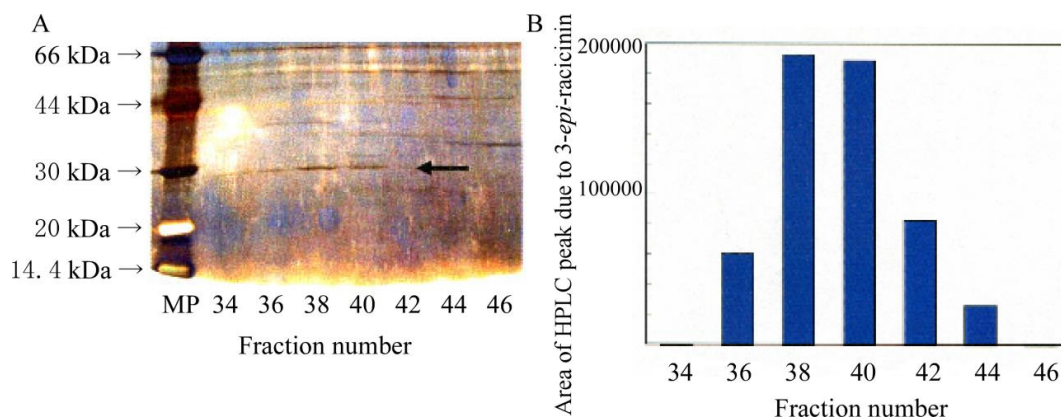 A
66 kDa →
44 kDa →
30 kDa →
20 kDa →
14. 4 kDa →
MP 34 36 38 40 42 44 46
Fraction number
B
Area of HPLC peak due to 3-epi-racicinin
200000
100000
34 36 38 40 42 44 46
Fraction number